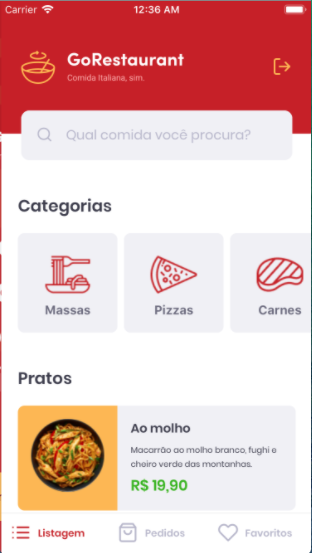 Carrier 12:36 AM
GoRestaurant
Comida Italiana, sim.
Qual comida você procura?
Categorias
Massas Pizzas Carnes
Pratos
Ao molho
Macarrão ao molho branco, fughi e
cheiro verde das montanhas.
R$ 19,90
Listagem Pedidos Favoritos